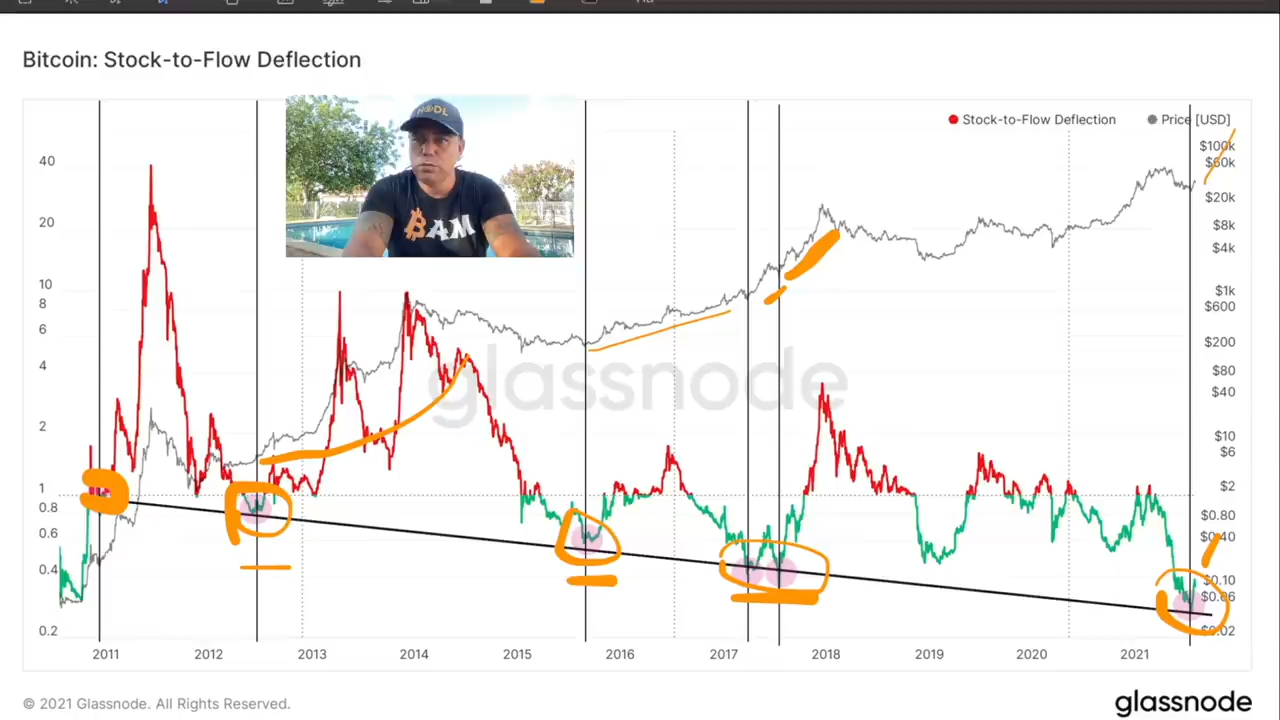 Bitcoin: Stock-to-Flow Deflection
Stock-to-Flow Deflection
Price [USD]
HODL
BAM
glassnode
40
20
10
8
6
4
2
1
0.8
0.6
0.4
0.2
$100k
$60k
$20k
$8k
$4k
$1k
$600
$200
$80
$40
$10
$6
$2
$0.80
$0.40
$0.10
$0.06
$0.02
2011 2012 2013 2014 2015 2016 2017 2018 2019 2020 2021
© 2021 Glassnode. All Rights Reserved.
glassnode